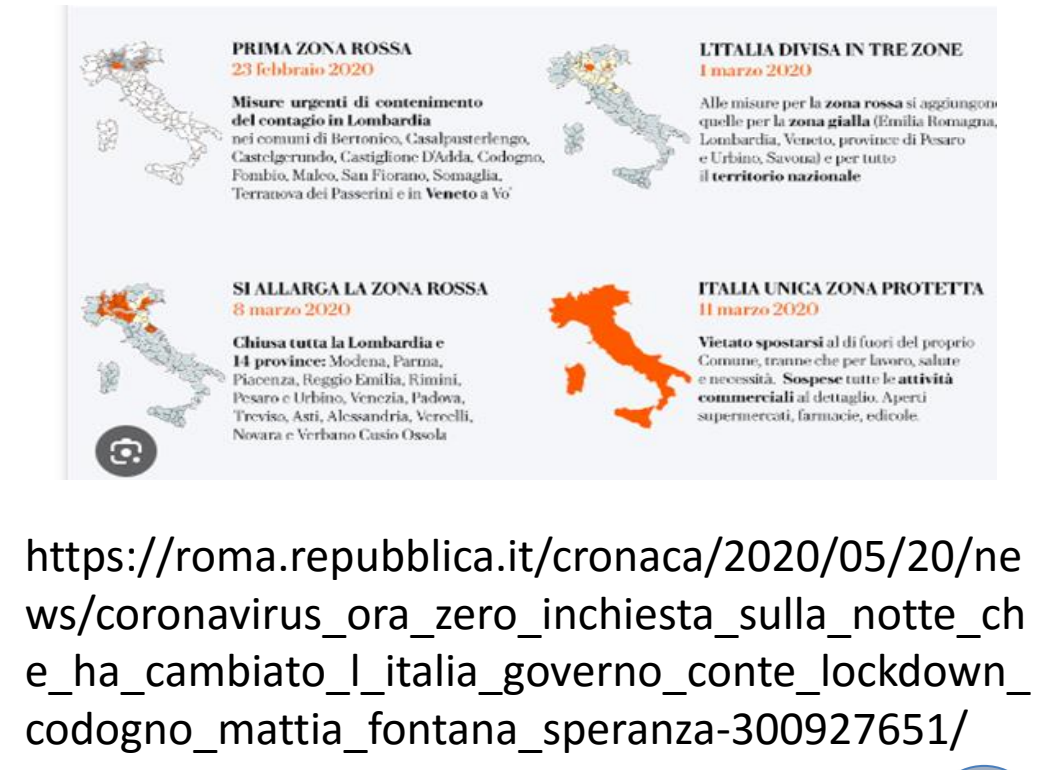 PRIMA ZONA ROSSA
23 febbraio 2020
Misure urgenti di contenimento
del contagio in Lombardia
nei comuni di Bertonico, Casalpusterlengo,
Castelgerundo, Castiglione D'Adda, Codogno,
Fombio, Maleo, San Fiorano, Somaglia,
Terranova dei Passerini e in Veneto a Vo'
L'ITALIA DIVISA IN TRE ZONE
1 marzo 2020
Alle misure per la zona rossa si aggiungono
quelle per la zona gialla (Emilia Romagna,
Lombardia, Veneto, province di Pesaro
e Urbino, Savona) e per tutto
il territorio nazionale
SI ALLARGA LA ZONA ROSSA
8 marzo 2020
Chiusa tutta la Lombardia e
14 province: Modena, Parma,
Piacenza, Reggio Emilia, Rimini,
Pesaro e Urbino, Venezia, Padova,
Treviso, Asti, Alessandria, Vercelli,
Novara e Verbano Cusio Ossola
ITALIA UNICA ZONA PROTETTA
11 marzo 2020
Vietato spostarsi al di fuori del proprio
Comune, tranne che per lavoro, salute
e necessità. Sospese tutte le attività
commerciali al dettaglio. Aperti
supermercati, farmacie, edicole.
https://roma.repubblica.it/cronaca/2020/05/20/ne
ws/coronavirus_ora_zero_inchiesta_sulla_notte_ch
e_ha_cambiato_l_italia_governo_conte_lockdown_
codogno_mattia_fontana_speranza-300927651/